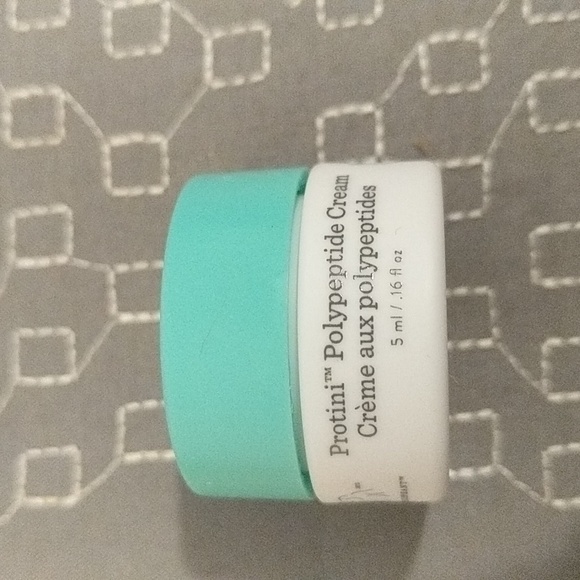 Protini™ Polypeptide Cream
Crème aux polypeptides
5 ml / .16 fl oz